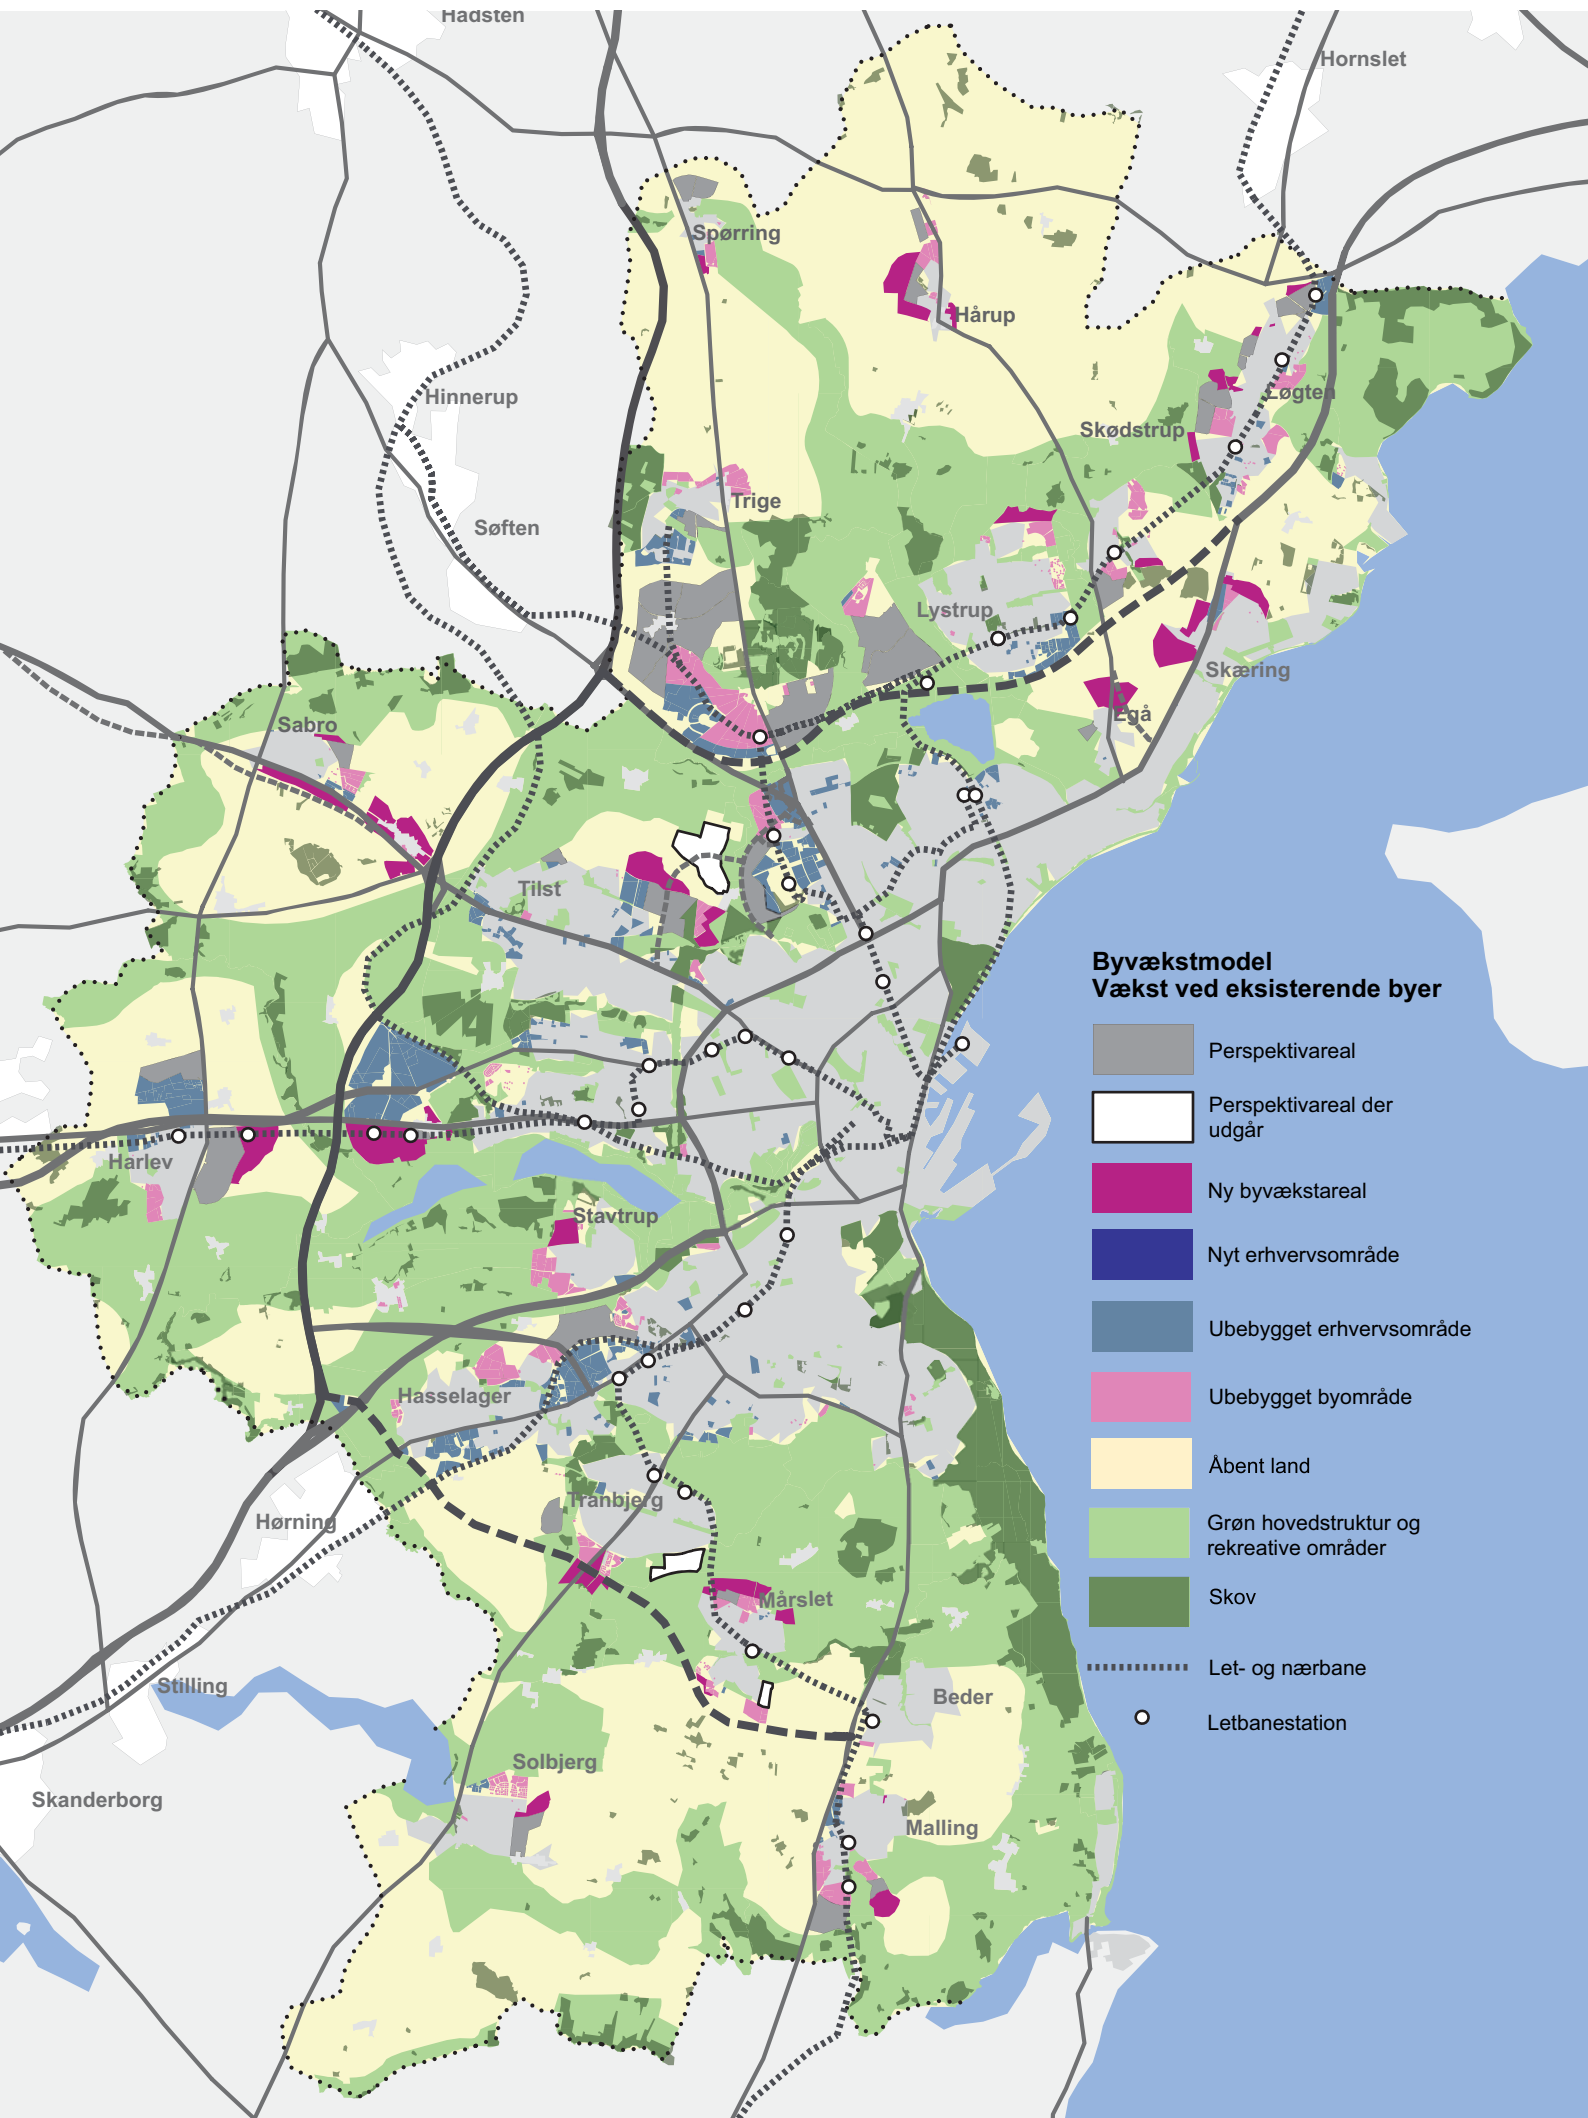 Hadsten
Hornslet
Spørring
Hårup
Hinnerup
Løgten
Skødstrup
Trige
Søften
Lystrup
Skæring
Egå
Sabro
Tilst
Byvækstmodel
Vækst ved eksisterende byer
Perspektivareal
Perspektivareal der
udgår
Ny byvækstareal
Nyt erhvervsområde
Ubebygget erhvervsområde
Ubebygget byområde
Åbent land
Grøn hovedstruktur og
rekreative områder
Skov
Let- og nærbane
Letbanestation
Harlev
Stavtrup
Hasselager
Tranbjerg
Hørning
Mårslet
Stilling
Beder
Solbjerg
Skanderborg
Malling